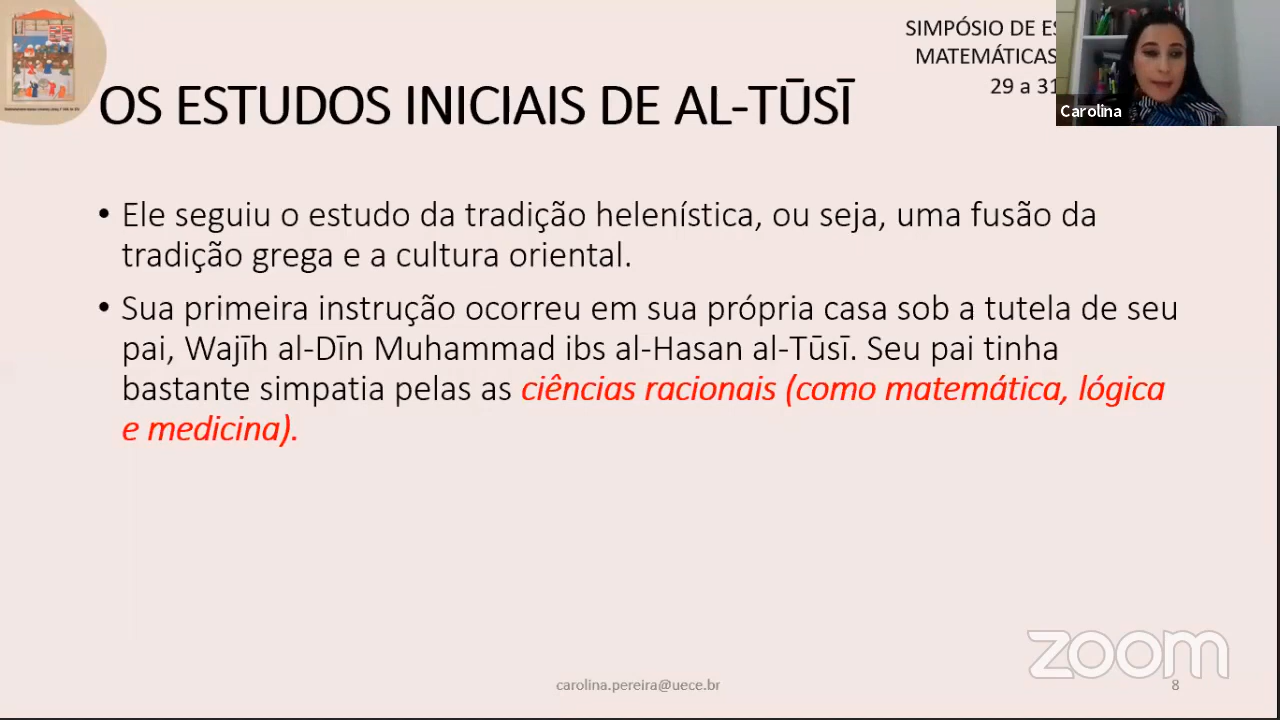 SIMPÓSIO DE
MATEMÁTICAS
29 a 31
Carolina
OS ESTUDOS INICIAIS DE AL-TŪSĪ
• Ele seguiu o estudo da tradição helenística, ou seja, uma fusão da
tradição grega e a cultura oriental.
• Sua primeira instrução ocorreu em sua própria casa sob a tutela de seu
pai, Wajīh al-Dīn Muhammad ibs al-Hasan al-Tūsī. Seu pai tinha
bastante simpatia pelas as ciências racionais (como matemática, lógica
e medicina).
zoom
carolina.pereira@uece.br
8